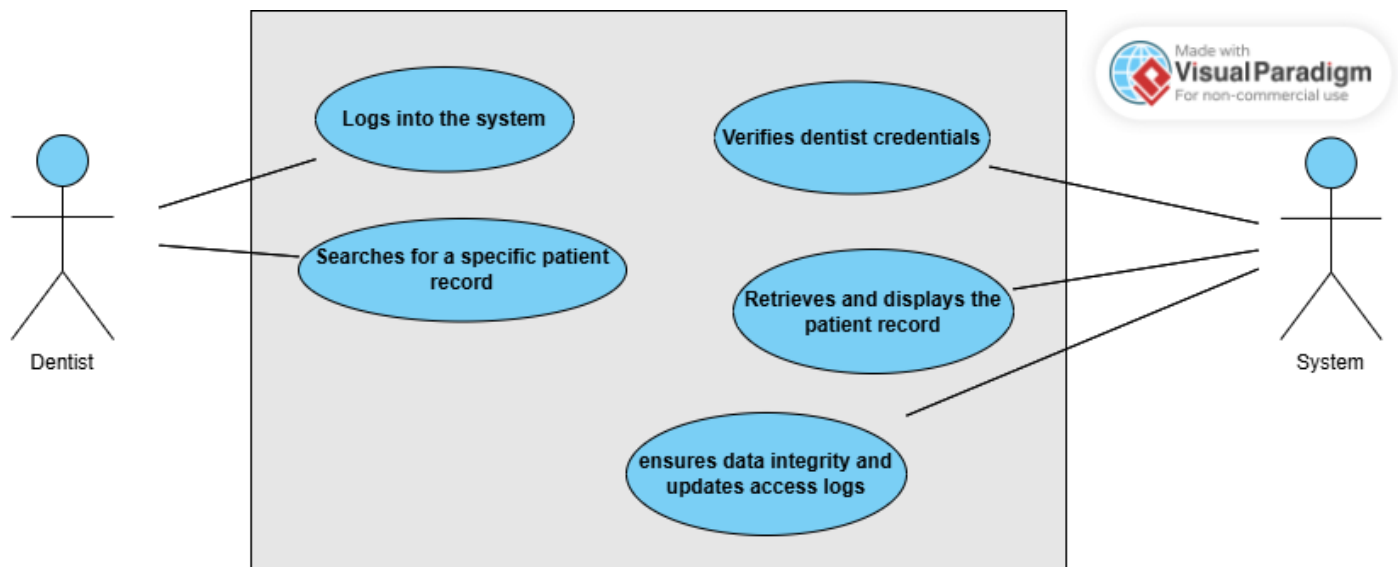 Made with
Visual Paradigm
For non-commercial use
Logs into the system
Verifies dentist credentials
Searches for a specific patient
record
Retrieves and displays the
patient record
Dentist
System
ensures data integrity and
updates access logs